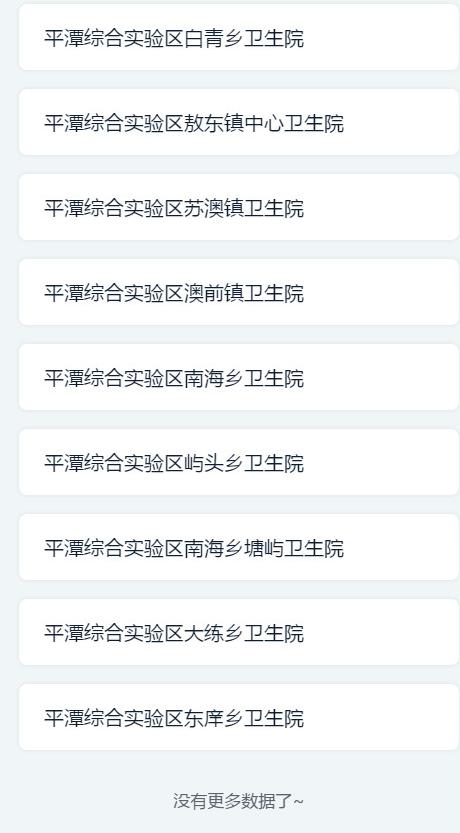 平潭综合实验区白青乡卫生院
平潭综合实验区敖东镇中心卫生院
平潭综合实验区苏澳镇卫生院
平潭综合实验区澳前镇卫生院
平潭综合实验区南海乡卫生院
平潭综合实验区屿头乡卫生院
平潭综合实验区南海乡塘屿卫生院
平潭综合实验区大练乡卫生院
平潭综合实验区东庠乡卫生院
没有更多数据了~